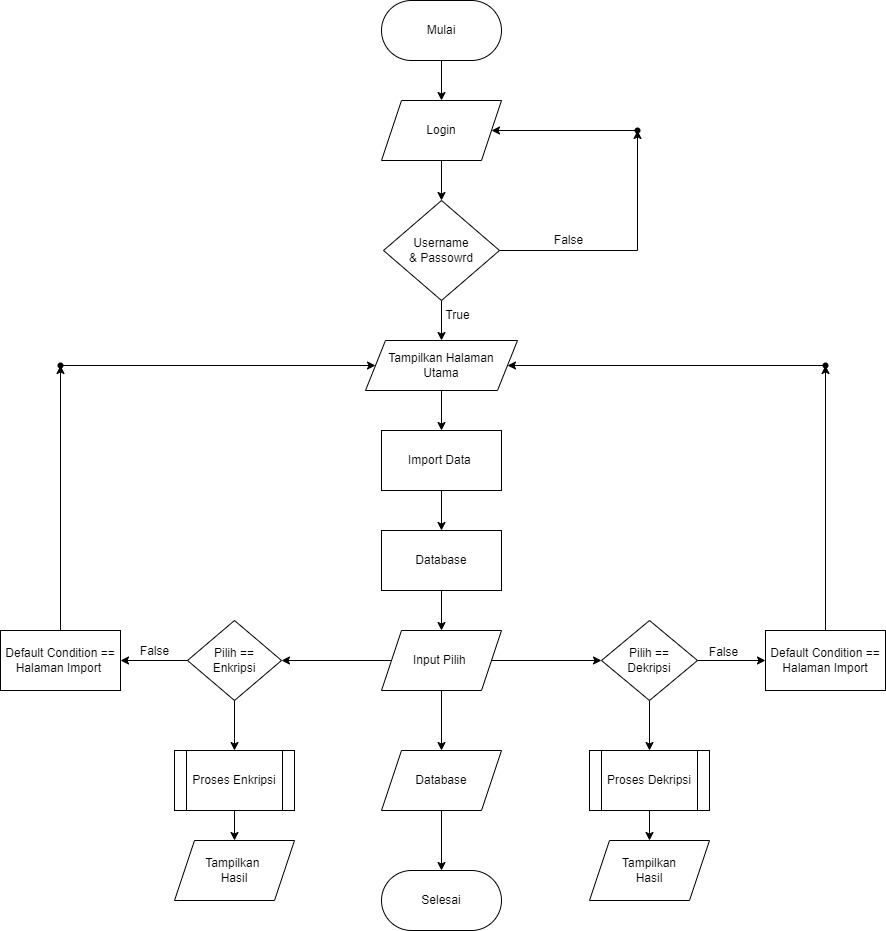 Mulai
Login
Username
& Passowrd
False
True
Tampilkan Halaman
Utama
Import Data
Database
Default Condition ==
Halaman Import
False
Pilih ==
Enkripsi
Input Pilih
Pilih ==
Dekripsi
False
Default Condition ==
Halaman Import
Proses Enkripsi
Database
Proses Dekripsi
Tampilkan
Hasil
Selesai
Tampilkan
Hasil